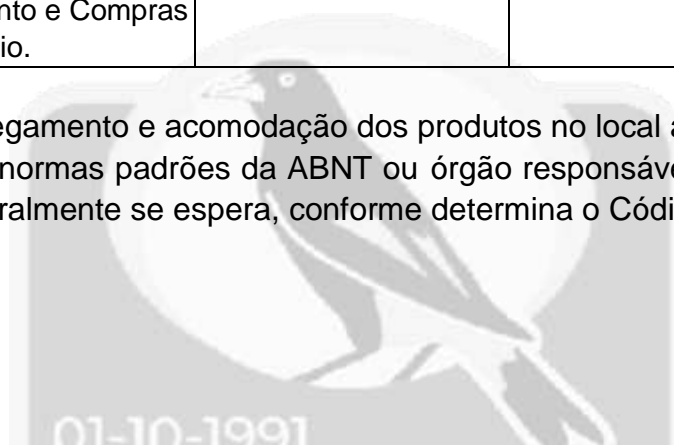 nto e Compras
io.
egamento e acomodação dos produtos no local a
normas padrões da ABNT ou órgão responsáve
ralmente se espera, conforme determina o Códi
01-10-1991